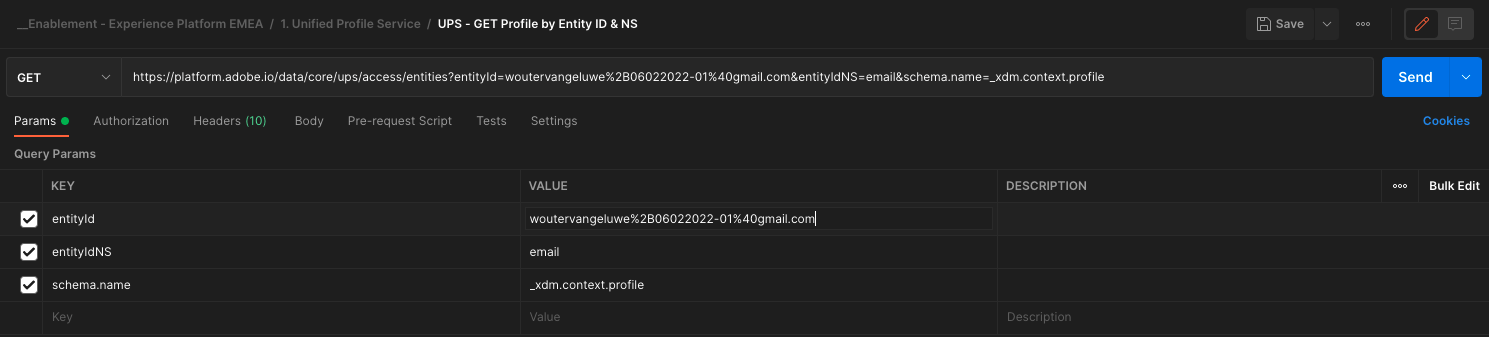 __Enablement - Experience Platform EMEA / 1. Unified Profile Service / UPS - GET Profile by Entity ID & NS Save
GET https://platform.adobe.io/data/core/ups/access/entities?entityId=woutervangeluwe%2B06022022-01%40gmail.com&entityIdNS=email&schema.name=_xdm.context.profile Send
Params Authorization Headers (10) Body Pre-request Script Tests Settings Cookies
Query Params
KEY VALUE DESCRIPTION Bulk Edit
entityId woutervangeluwe%2B06022022-01%40gmail.com
entityIdNS email
schema.name _xdm.context.profile
Key Value Description